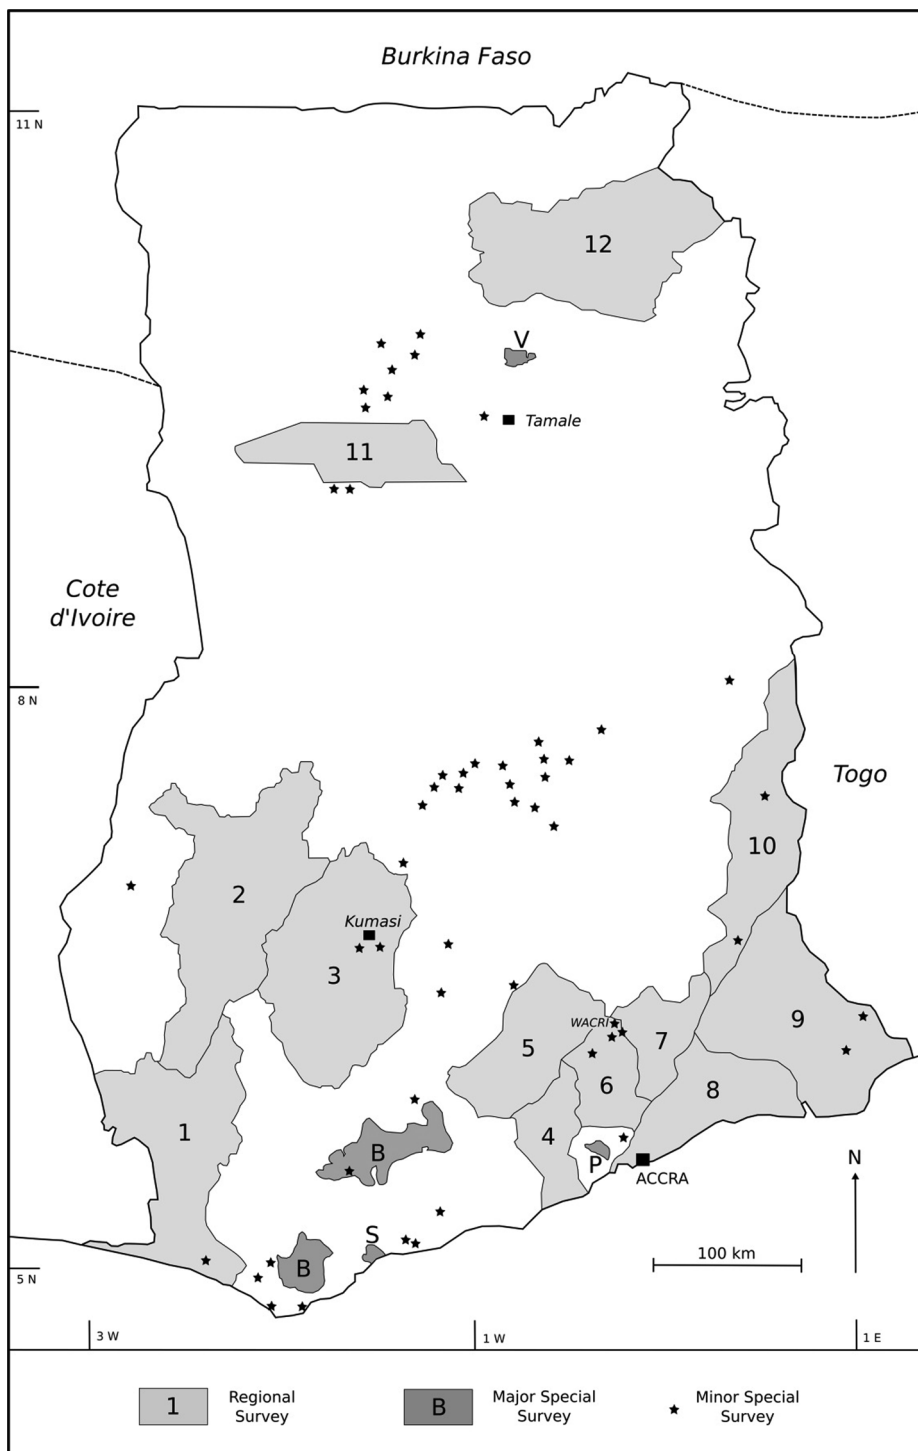 Burkina Faso
11 N
12
V
Tamale
11
Cote
d'Ivoire
8 N
Togo
10
2
Kumasi
3
9
WACRI
5
7
6
8
1
4
B
P
N
ACCRA
S
100 km
B
5 N
3 W
1 W
1 E
1
Regional
Survey
B
Major Special
Survey
Minor Special
Survey